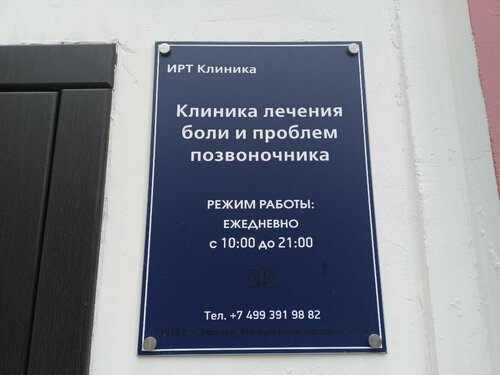 ИРТ Клиника
Клиника лечения
боли и проблем
позвоночника
РЕЖИМ РАБОТЫ:
ЕЖЕДНЕВНО
с 10:00 до 21:00
Тел. +7 499 391 98 82
г. Москва, проспект,